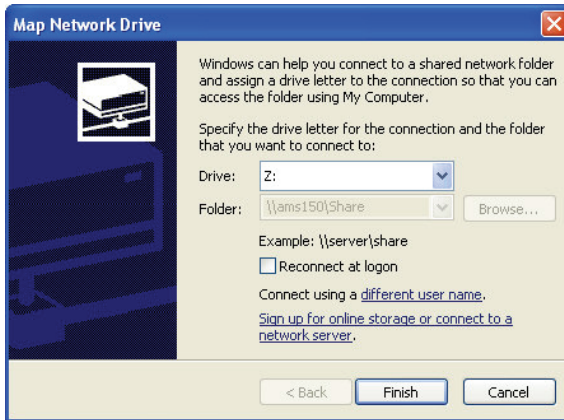 Map Network Drive
Windows can help you connect to a shared network folder
and assign a drive letter to the connection so that you can
access the folder using My Computer.
Specify the drive letter for the connection and the folder
that you want to connect to:
Drive: Z:
Folder: \\ams150\Share Browse...
Example: \\server\share
Reconnect at logon
Connect using a different user name.
Sign up for online storage or connect to a
network server.
< Back Finish Cancel